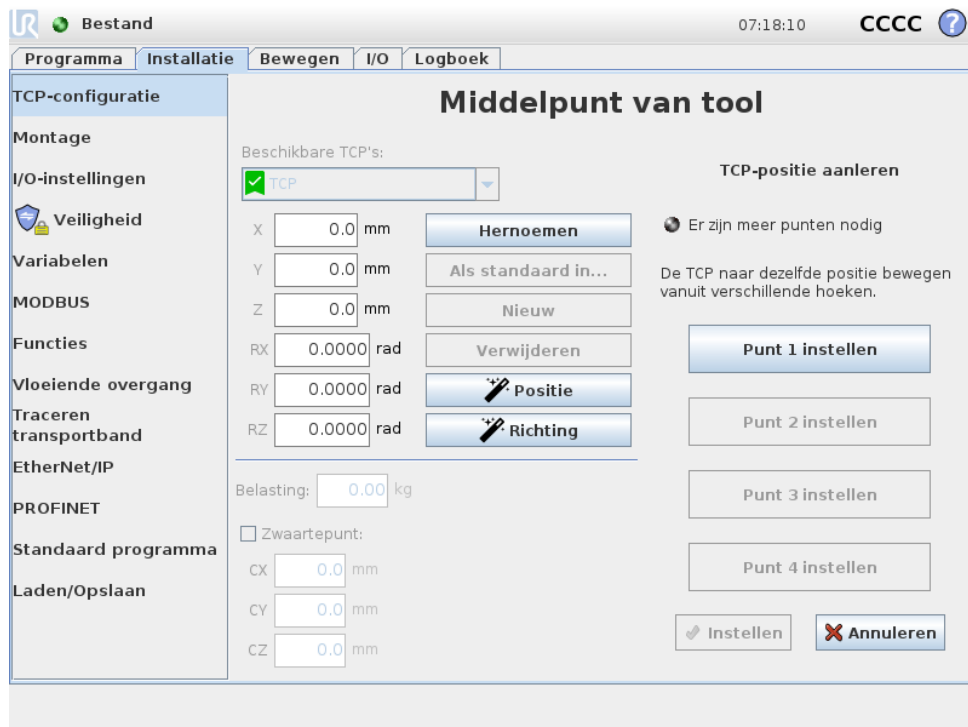 UR Bestand 07:18:10 CCCC ?
Programma Installatie Bewegen I/O Logboek
TCP-configuratie
Montage
I/O-instellingen
Veiligheid
Variabelen
MODBUS
Functies
Vloeiende overgang
Traceren
transportband
EtherNet/IP
PROFINET
Standaard programma
Laden/Opslaan
Middelpunt van tool
Beschikbare TCP's:
TCP
X 0.0 mm Hernoemen
Y 0.0 mm Als standaard in...
Z 0.0 mm Nieuw
RX 0.0000 rad Verwijderen
RY 0.0000 rad Positie
RZ 0.0000 rad Richting
Belasting: 0.00 kg
Zwaartepunt:
CX 0.0 mm
CY 0.0 mm
CZ 0.0 mm
TCP-positie aanleren
Er zijn meer punten nodig
De TCP naar dezelfde positie bewegen
vanuit verschillende hoeken.
Punt 1 instellen
Punt 2 instellen
Punt 3 instellen
Punt 4 instellen
Instellen Annuleren